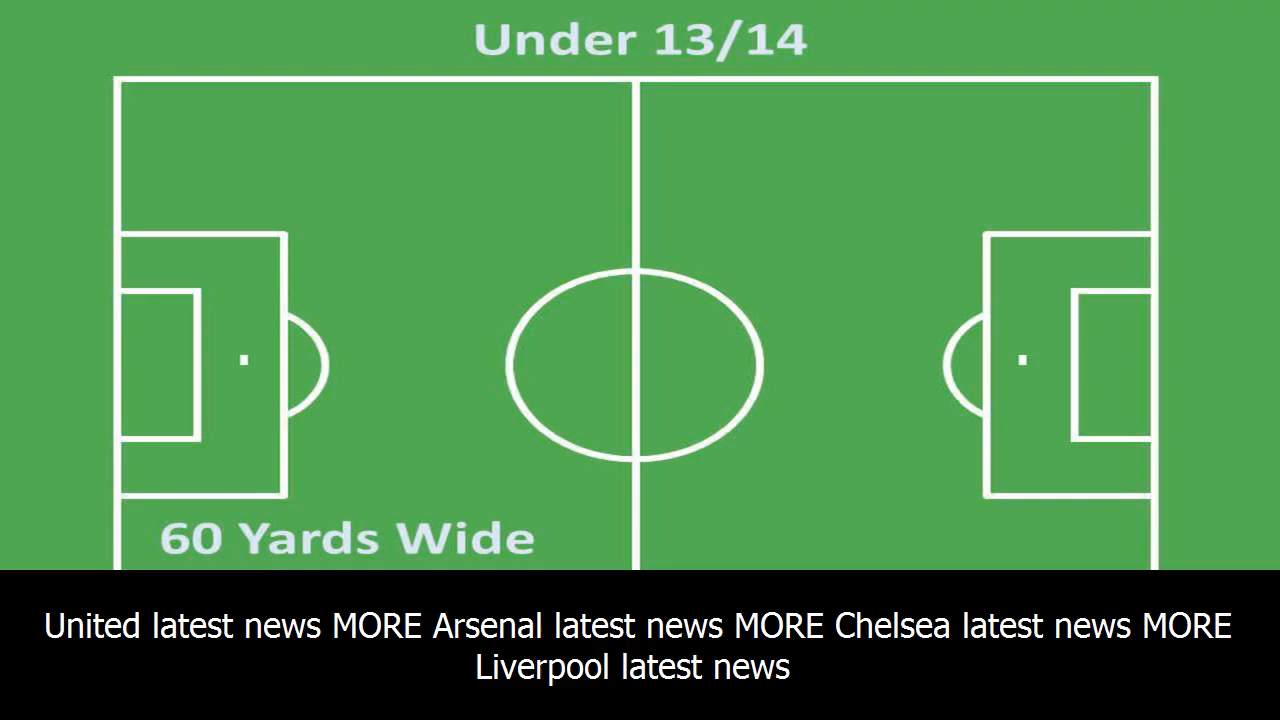 Under 13/14
60 Yards Wide
United latest news MORE Arsenal latest news MORE Chelsea latest news MORE
Liverpool latest news